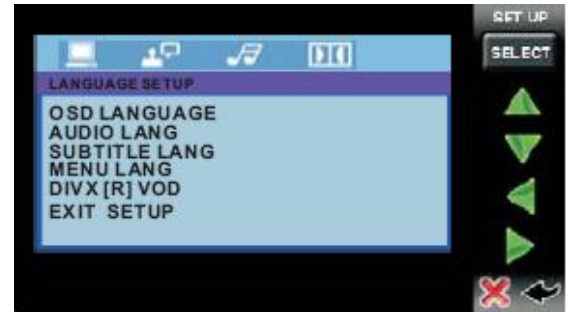 SET UP
SELECT
LANGUAGE SETUP
OSD LANGUAGE
AUDIO LANG
SUBTITLE LANG
MENU LANG
DIVX [R] VOD
EXIT SETUP